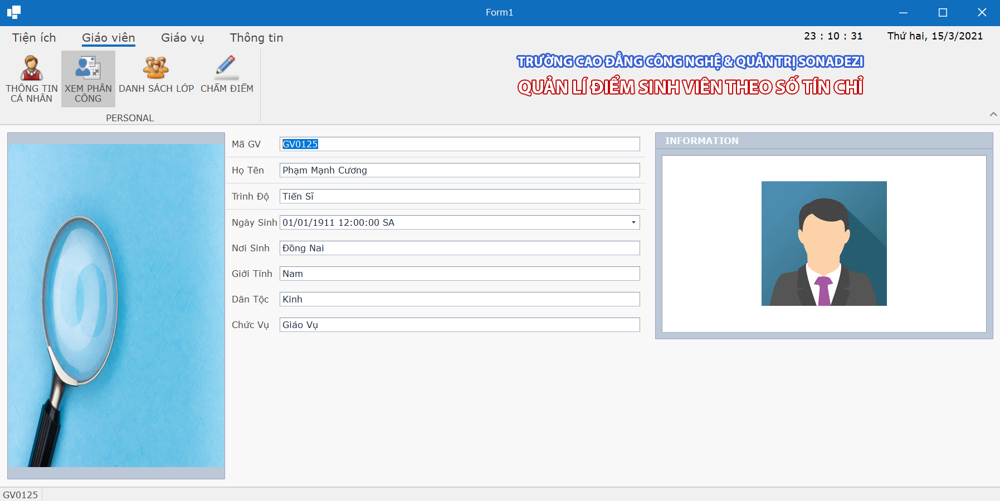 Form1
Tiện ích
Giáo viên
Giáo vụ
Thông tin
23 : 10 : 31
Thứ hai, 15/3/2021
THÔNG TIN
CÁ NHÂN
XEM PHÂN
CÔNG
DANH SÁCH LỚP
CHẤM ĐIỂM
PERSONAL
TRƯỜNG CAO ĐẲNG CÔNG NGHỆ & QUẢN TRỊ SONADEZI
QUẢN LÍ ĐIỂM SINH VIÊN THEO SỐ TÍN CHỈ
Mã GV GV0125
Họ Tên Phạm Mạnh Cương
Trình Độ Tiến Sĩ
Ngày Sinh 01/01/1911 12:00:00 SA
Nơi Sinh Đồng Nai
Giới Tính Nam
Dân Tộc Kinh
Chức Vụ Giáo Vụ
INFORMATION
GV0125